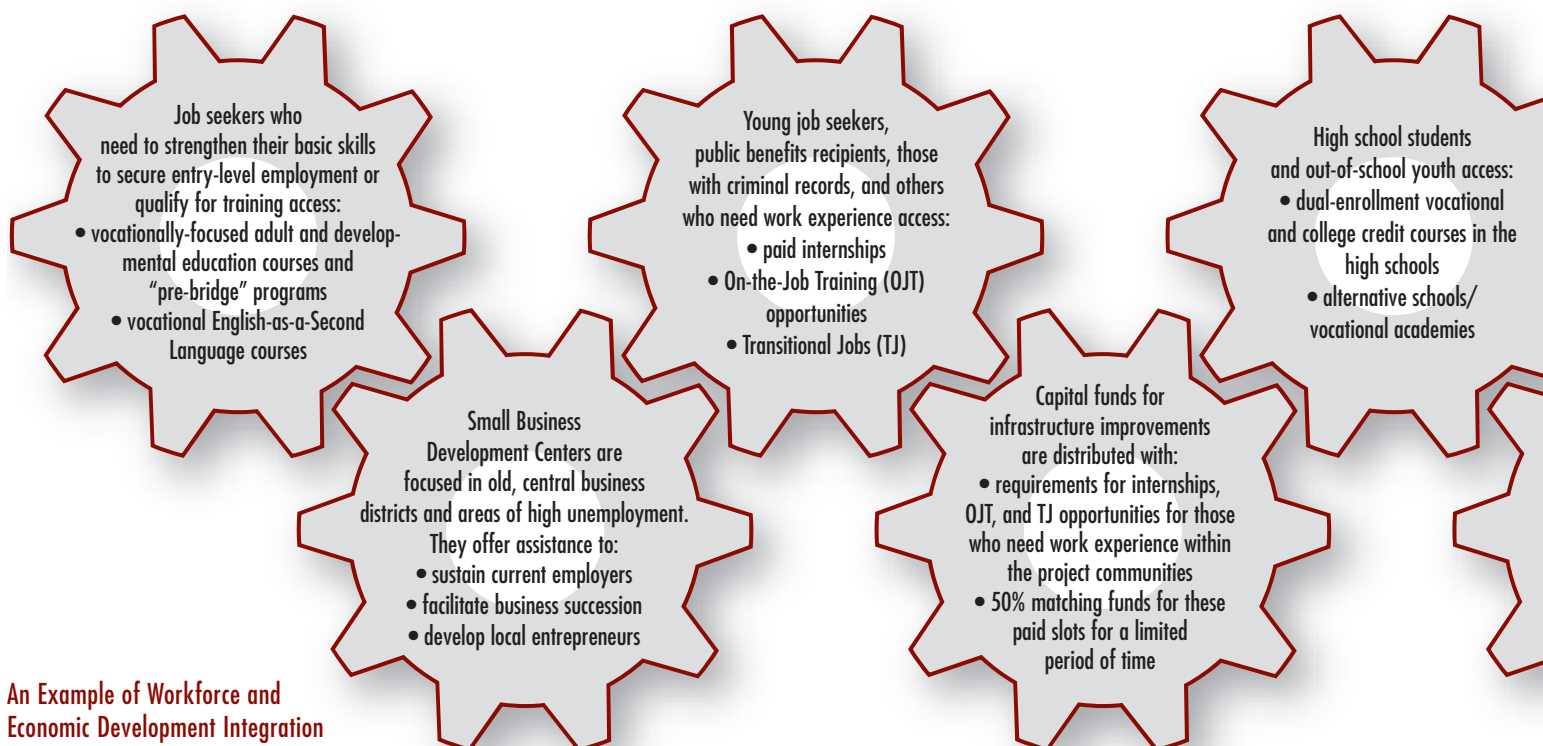 Job seekers who
need to strengthen their basic skills
to secure entry-level employment or
qualify for training access:
• vocationally-focused adult and develop-
mental education courses and
“pre-bridge” programs
• vocational English-as-a-Second
Language courses
Small Business
Development Centers are
focused in old, central business
districts and areas of high unemployment.
They offer assistance to:
• sustain current employers
• facilitate business succession
• develop local entrepreneurs
Young job seekers,
public benefits recipients, those
with criminal records, and others
who need work experience access:
• paid internships
• On-the-Job Training (OJT)
opportunities
• Transitional Jobs (TJ)
Capital funds for
infrastructure improvements
are distributed with:
• requirements for internships,
OJT, and TJ opportunities for those
who need work experience within
the project communities
• 50% matching funds for these
paid slots for a limited
period of time
High school students
and out-of-school youth access:
• dual-enrollment vocational
and college credit courses in the
high schools
• alternative schools/
vocational academies
An Example of Workforce and
Economic Development Integration